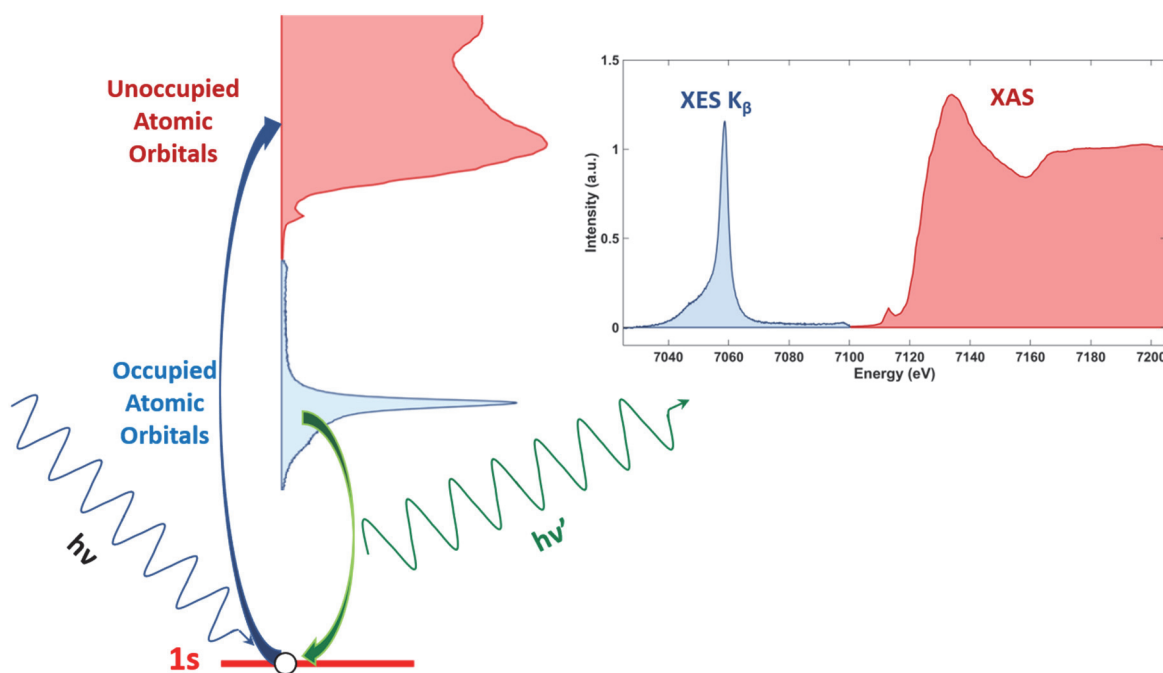 Unoccupied
Atomic
Orbitals
Occupied
Atomic
Orbitals
hν
hν'
1s
XES Kβ
XAS
Intensity (a.u.)
1.5
1
0.5
0
7040 7060 7080 7100 7120 7140 7160 7180 7200
Energy (eV)